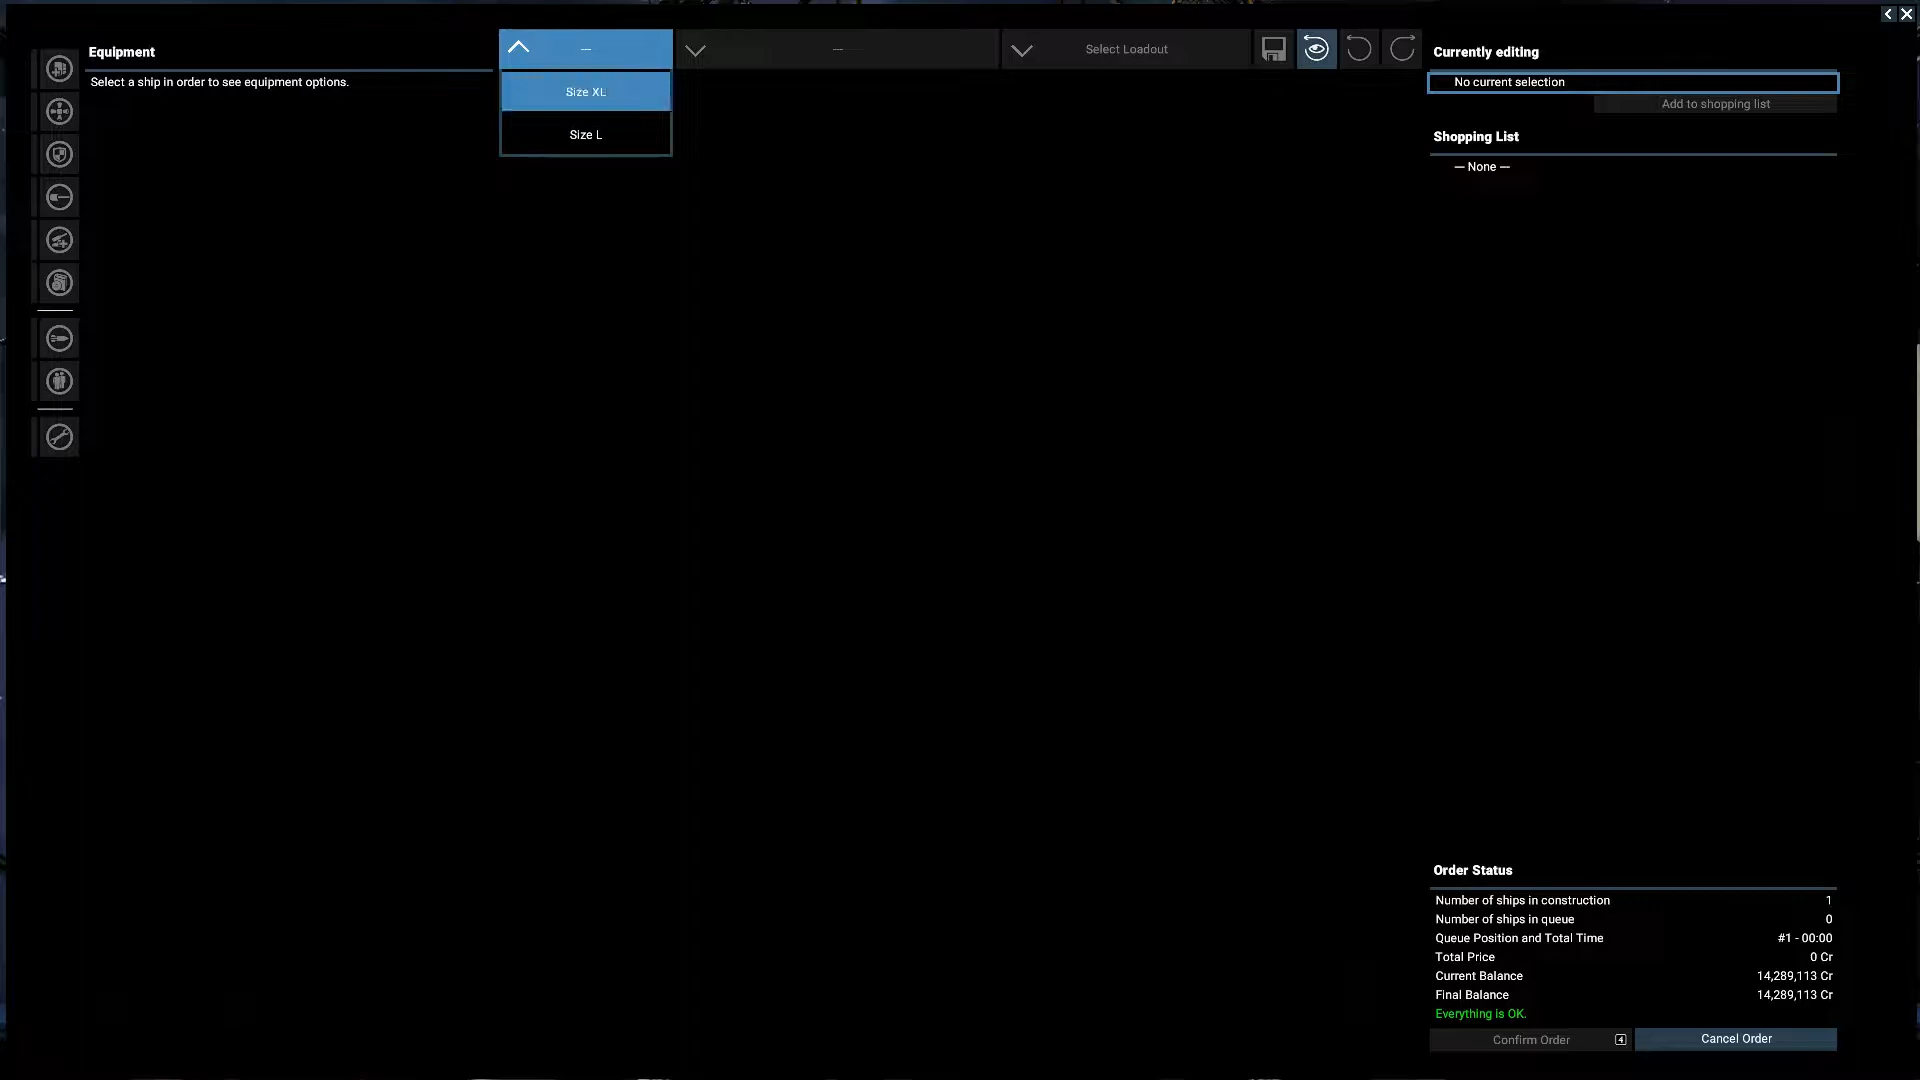 Equipment
Select a ship in order to see equipment options.
—
Size XL
Size L
—
Select Loadout
Currently editing
No current selection
Add to shopping list
Shopping List
— None —
Order Status
Number of ships in construction 1
Number of ships in queue 0
Queue Position and Total Time #1 - 00:00
Total Price 0 Cr
Current Balance 14,289,113 Cr
Final Balance 14,289,113 Cr
Everything is OK.
Confirm Order 4
Cancel Order